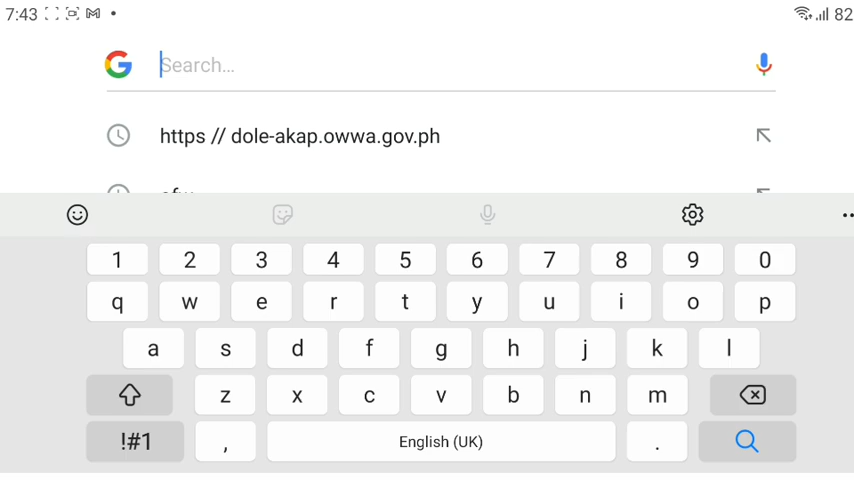 7:43 82
Search...
https // dole-akap.owwa.gov.ph
1 2 3 4 5 6 7 8 9 0
q w e r t y u i o p
a s d f g h j k l
z x c v b n m
!#1 , English (UK) .